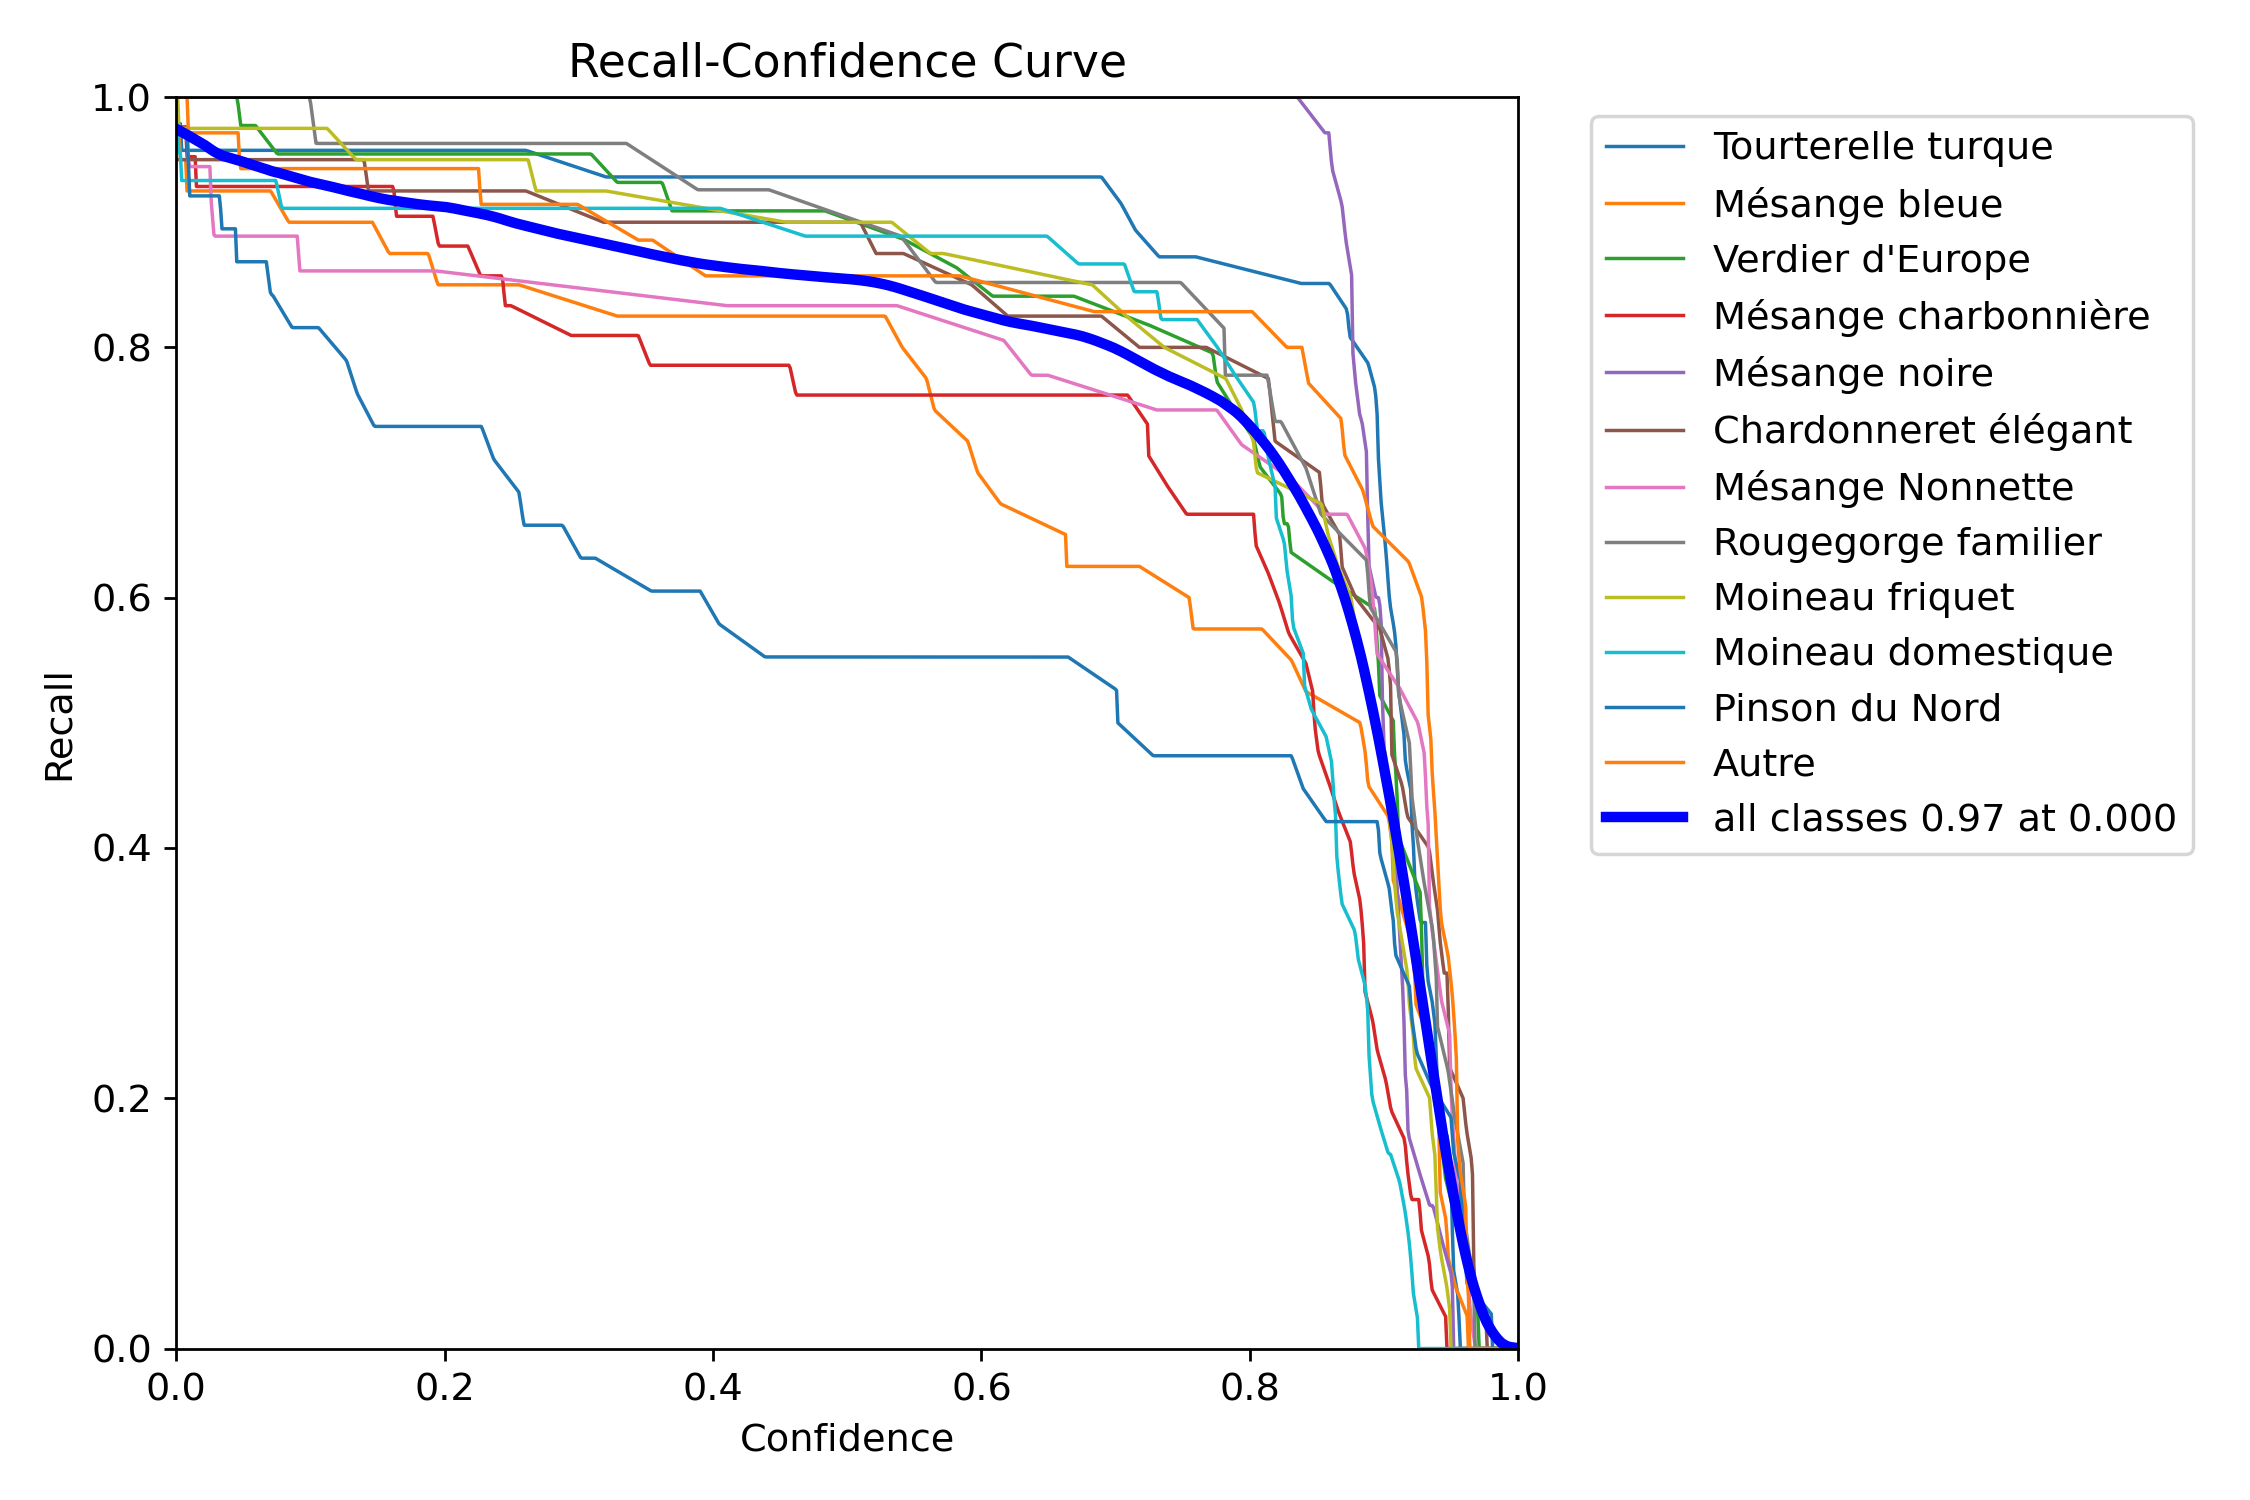 Recall-Confidence Curve
1.0
0.8
0.6
0.4
0.2
0.0
Recall
0.0 0.2 0.4 0.6 0.8 1.0
Confidence
Tourterelle turque
Mésange bleue
Verdier d'Europe
Mésange charbonnière
Mésange noire
Chardonneret élégant
Mésange Nonnette
Rougegorge familier
Moineau friquet
Moineau domestique
Pinson du Nord
Autre
all classes 0.97 at 0.000